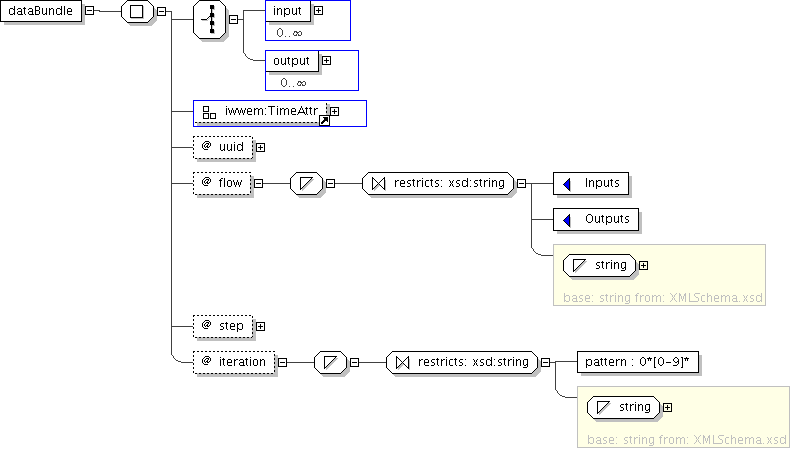 dataBundle
input
0..∞
output
0..∞
iwwem:TimeAttr
@ uuid
@ flow
restricts: xsd:string
Inputs
Outputs
string
base: string from: XMLSchema.xsd
@ step
@ iteration
restricts: xsd:string
pattern : 0*[0-9]*
string
base: string from: XMLSchema.xsd